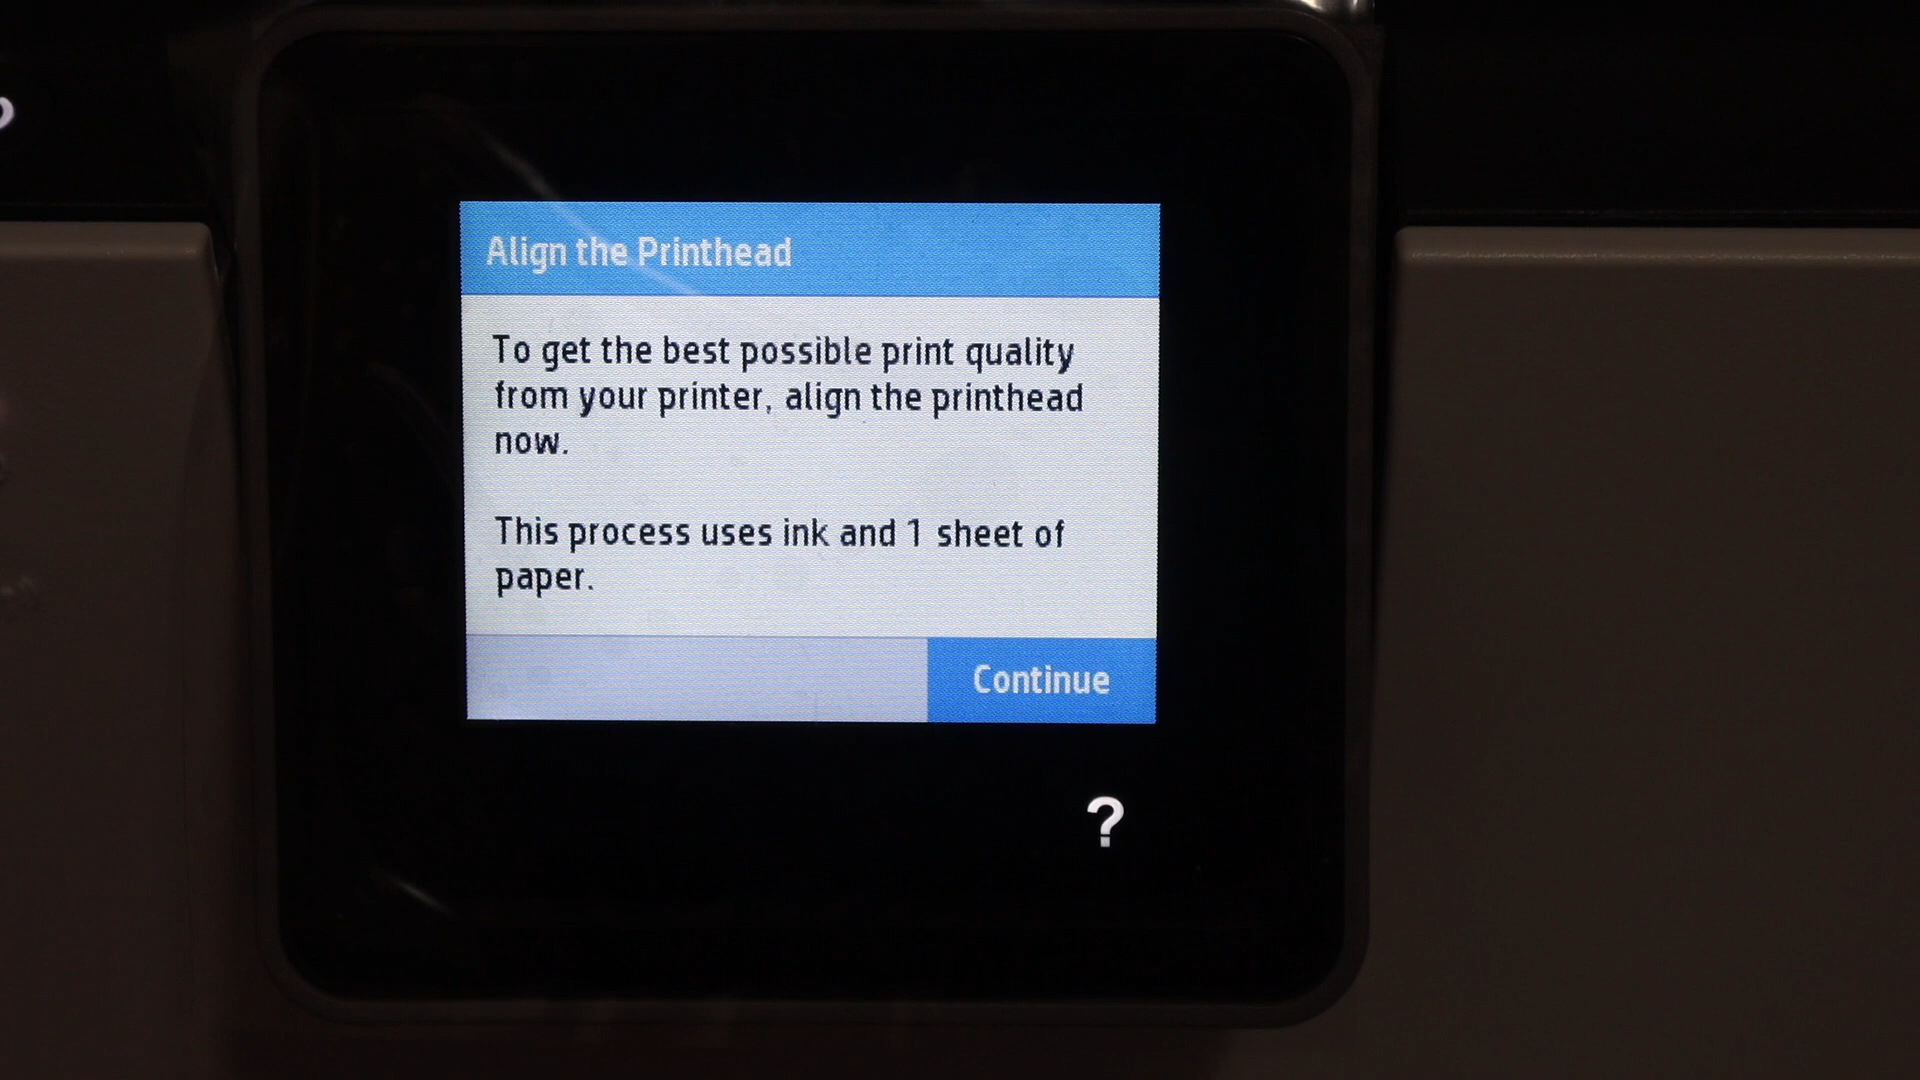 Align the Printhead
To get the best possible print quality
from your printer, align the printhead
now.
This process uses ink and 1 sheet of
paper.
Continue
?